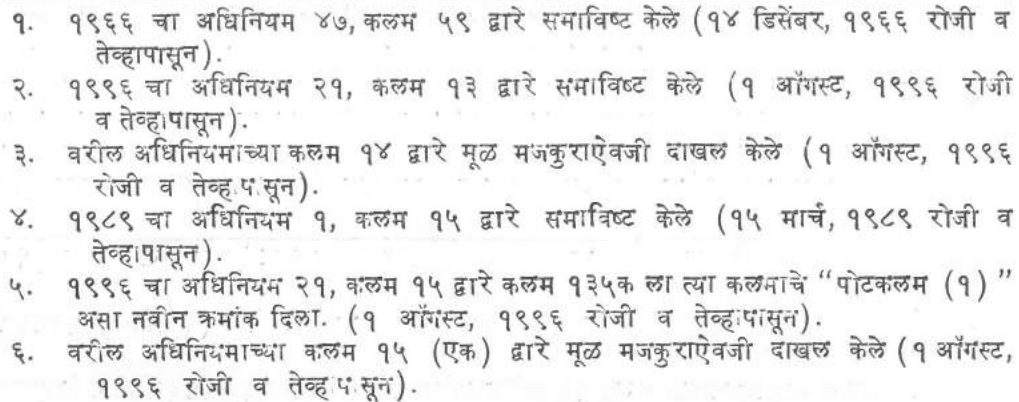 १. १९६६ चा अधिनियम ४७, कलम ५९ द्वारे समाविष्ट केले (१४ डिसेंबर, १९६६ रोजी व
तेव्हापासून).
२. १९९६ चा अधिनियम २१, कलम १३ द्वारे समाविष्ट केले (१ ऑगस्ट, १९९६ रोजी
व तेव्हापासून).
३. वरील अधिनियमाच्या कलम १४ द्वारे मूळ मजकुराऐवजी दाखल केले (१ ऑगस्ट, १९९६
रोजी व तेव्हापासून).
४. १९८९ चा अधिनियम १, कलम १५ द्वारे समाविष्ट केले (१५ मार्च, १९८९ रोजी व
तेव्हापासून).
५. १९९६ चा अधिनियम २१, कलम १५ द्वारे कलम १३५क ला त्या कलमाचे “पोटकलम (१)”
असा नवीन क्रमांक दिला. (१ ऑगस्ट, १९९६ रोजी व तेव्हापासून).
६. वरील अधिनियमाच्या कलम १५ (एक) द्वारे मूळ मजकुराऐवजी दाखल केले (१ ऑगस्ट,
१९९६ रोजी व तेव्हापासून).